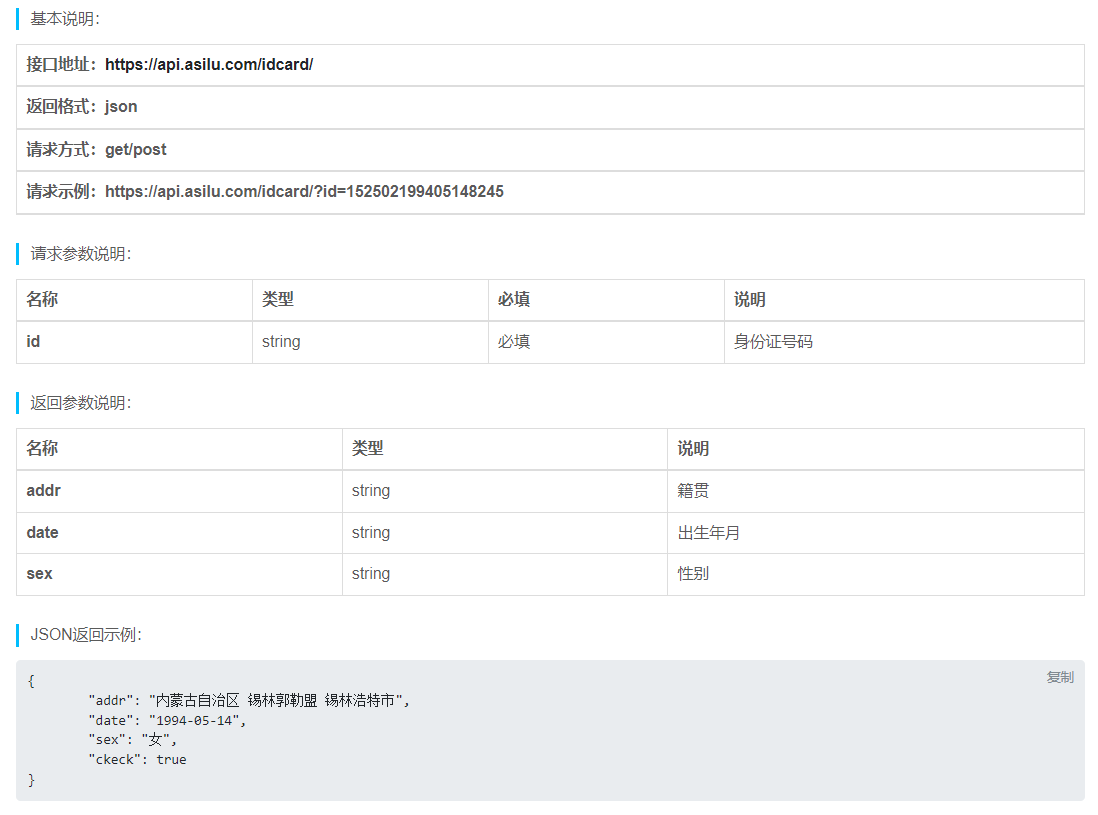 基本说明：
接口地址：https://api.asilu.com/idcard/
返回格式：json
请求方式：get/post
请求示例：https://api.asilu.com/idcard/?id=152502199405148245
请求参数说明：
名称 类型 必填 说明
id string 必填 身份证号码
返回参数说明：
名称 类型 说明
addr string 籍贯
date string 出生年月
sex string 性别
JSON返回示例：
复制
{
"addr": "内蒙古自治区 锡林郭勒盟 锡林浩特市",
"date": "1994-05-14",
"sex": "女",
"ckeck": true
}